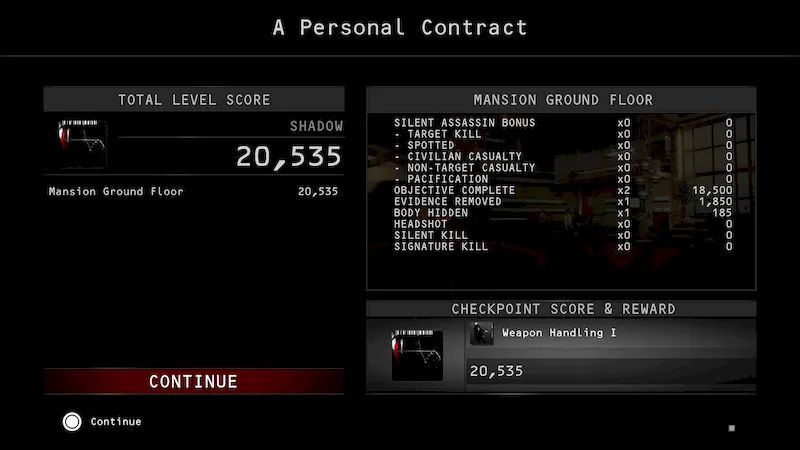 A Personal Contract
TOTAL LEVEL SCORE
SHADOW
20,535
Mansion Ground Floor 20,535
CONTINUE
Continue
MANSION GROUND FLOOR
SILENT ASSASSIN BONUS x0 0
- TARGET KILL x0 0
- SPOTTED x0 0
- CIVILIAN CASUALTY x0 0
- NON-TARGET CASUALTY x0 0
- PACIFICATION x0 0
OBJECTIVE COMPLETE x2 18,500
EVIDENCE REMOVED x1 1,850
BODY HIDDEN x1 185
HEADSHOT x0 0
SILENT KILL x0 0
SIGNATURE KILL x0 0
CHECKPOINT SCORE & REWARD
Weapon Handling I
20,535